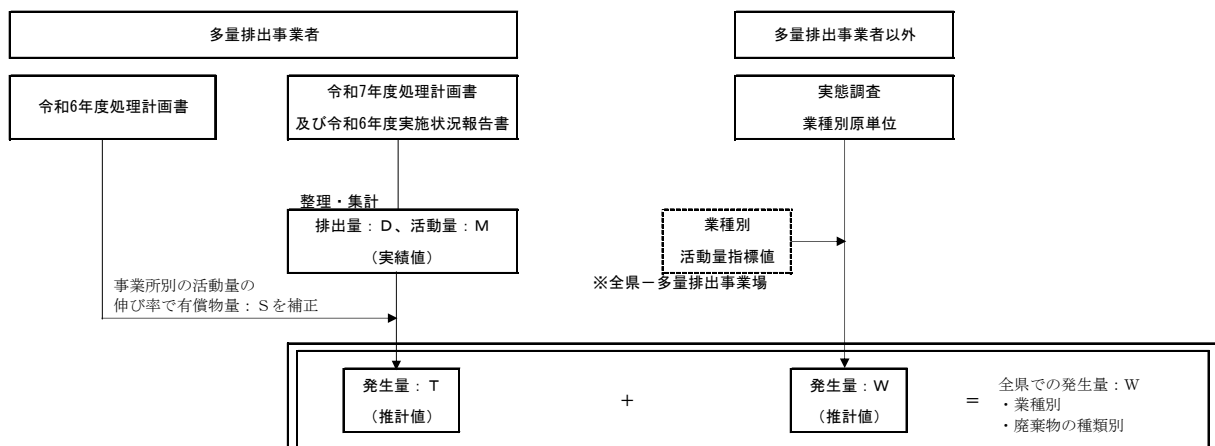 多量排出事業者
多量排出事業者以外
令和6年度処理計画書
令和7年度処理計画書
及び令和6年度実施状況報告書
実態調査
業種別原単位
整理・集計
排出量：Ｄ、活動量：Ｍ
（実績値）
業種別
活動量指標値
※全県－多量排出事業場
事業所別の活動量の
伸び率で有償物量：Ｓを補正
発生量：Ｔ
（推計値）
＋
発生量：Ｗ
（推計値）
＝
全県での発生量：W
・業種別
・廃棄物の種類別